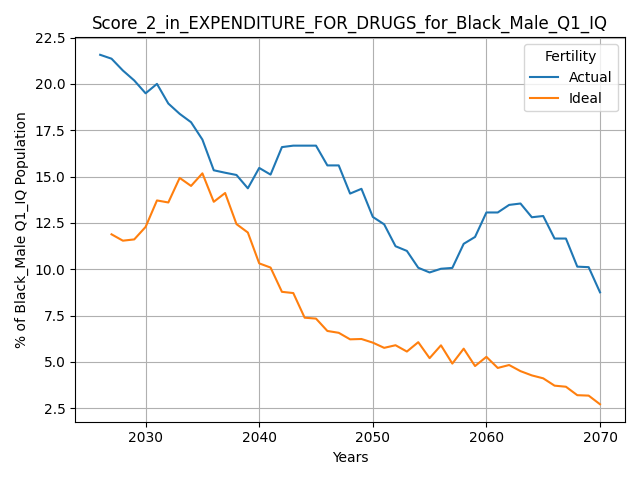 Score_2_in_EXPENDITURE_FOR_DRUGS_for_Black_Male_Q1_IQ
% of Black_Male Q1_IQ Population
22.5
20.0
17.5
15.0
12.5
10.0
7.5
5.0
2.5
Fertility
Actual
Ideal
2030
2040
2050
2060
2070
Years